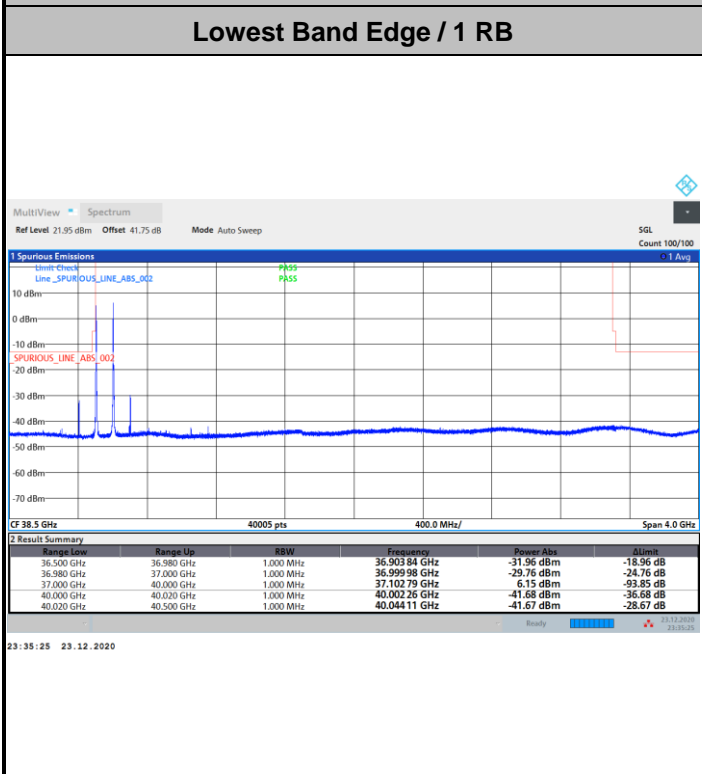 Lowest Band Edge / 1 RB
MultiView Spectrum
Ref Level 21.95 dBm Offset 41.75 dB Mode Auto Sweep SGL
Count 100/100
1 Spurious Emissions 1 Avg
Limit Check PASS
Line _SPURIOUS_LINE_ABS_002 PASS
10 dBm
0 dBm
-10 dBm
_SPURIOUS_LINE_ABS_002
-20 dBm
-30 dBm
-40 dBm
-50 dBm
-60 dBm
-70 dBm
CF 38.5 GHz 40005 pts 400.0 MHz/ Span 4.0 GHz
2 Result Summary
Range Low Range Up RBW Frequency Power Abs ΔLimit
36.500 GHz 36.980 GHz 1.000 MHz 36.903 84 GHz -31.96 dBm -18.96 dB
36.980 GHz 37.000 GHz 1.000 MHz 36.999 98 GHz -29.76 dBm -24.76 dB
37.000 GHz 40.000 GHz 1.000 MHz 37.102 79 GHz 6.15 dBm -93.85 dB
40.000 GHz 40.020 GHz 1.000 MHz 40.002 26 GHz -41.68 dBm -36.68 dB
40.020 GHz 40.500 GHz 1.000 MHz 40.044 11 GHz -41.67 dBm -28.67 dB
Ready 23.12.2020
23:35:25
23:35:25 23.12.2020